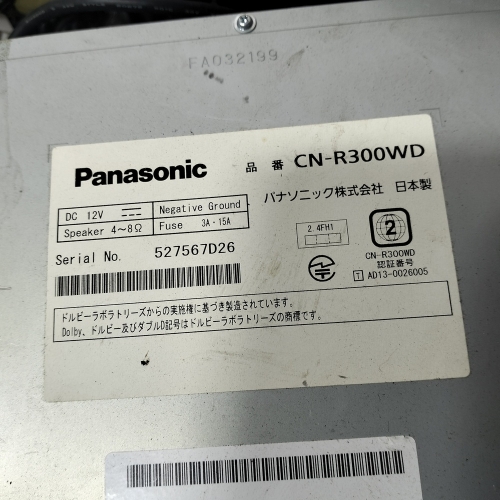 FA032199
Panasonic 品番 CN-R300WD
パナソニック株式会社 日本製
DC 12V Negative Ground
Speaker 4~8Ω Fuse 3A・15A
Serial No. 527567D26
2.4FH1
2
CN-R300WD
認証番号
T AD13-0026005
ドルビーラボラトリーズからの実施権に基づき製造されています。
Dolby、ドルビー及びダブルD記号はドルビーラボラトリーズの商標です。